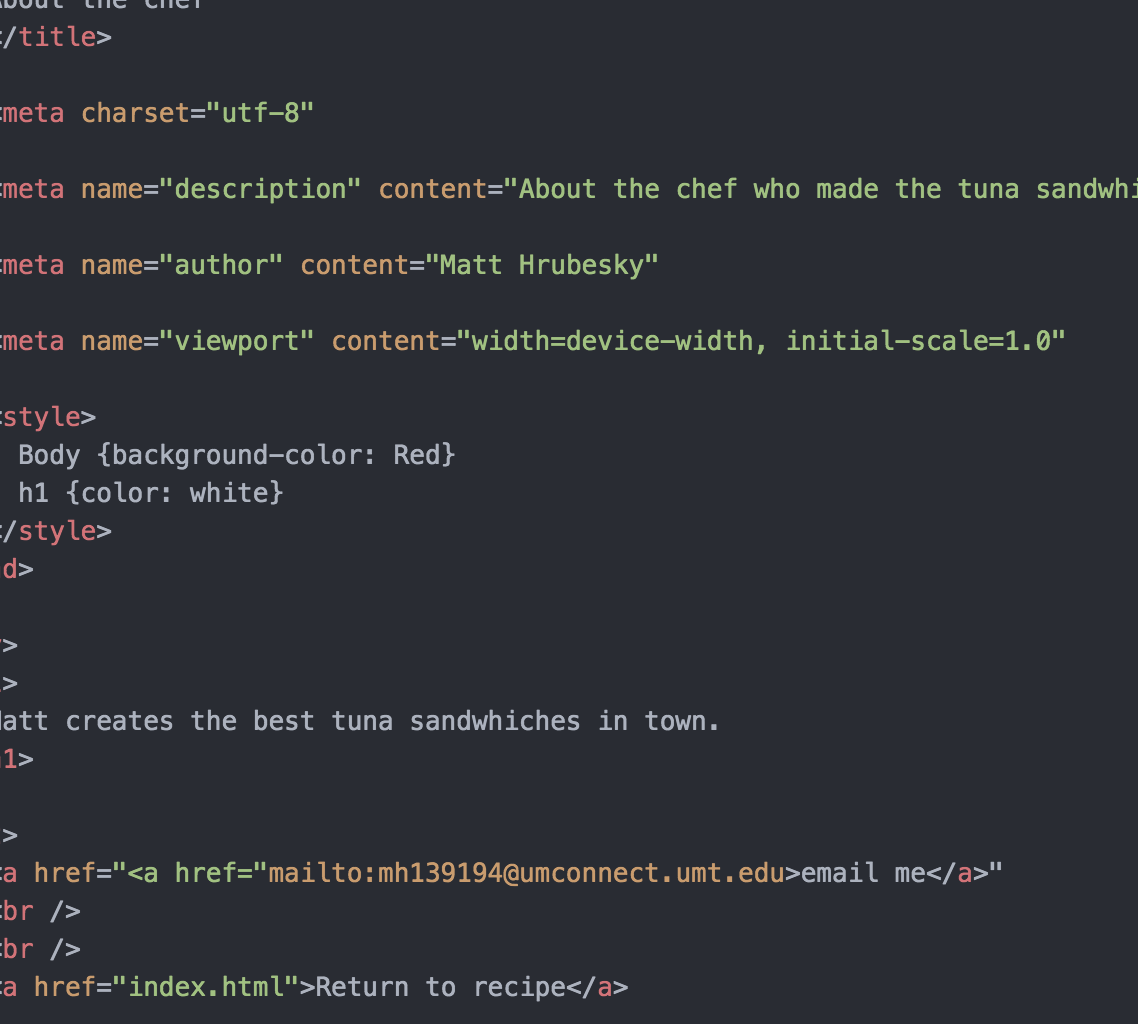 About the chef
</title>
meta charset="utf-8"
meta name="description" content="About the chef who made the tuna sandwhi
meta name="author" content="Matt Hrubesky"
meta name="viewport" content="width=device-width, initial-scale=1.0"
<style>
Body {background-color: Red}
h1 {color: white}
</style>
d>
>
>
Matt creates the best tuna sandwhiches in town.
1>
>
a href="<a href="mailto:mh139194@umconnect.umt.edu>email me</a>"
br />
br />
a href="index.html">Return to recipe</a>